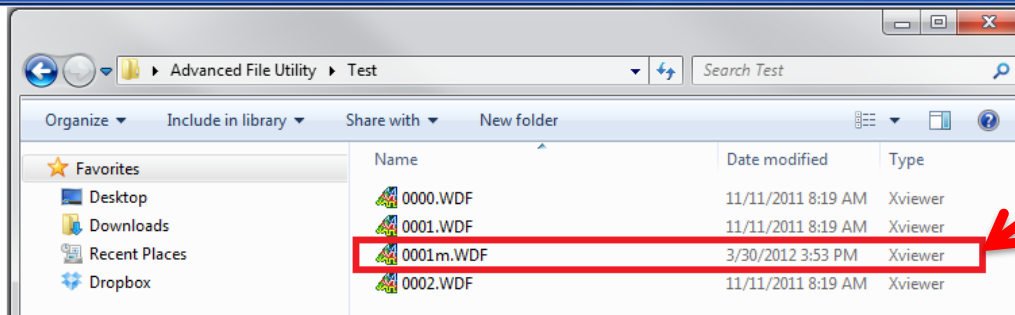 Advanced File Utility Test Search Test
Organize Include in library Share with New folder
Favorites
Desktop
Downloads
Recent Places
Dropbox
Name Date modified Type
0000.WDF 11/11/2011 8:19 AM Xviewer
0001.WDF 11/11/2011 8:19 AM Xviewer
0001m.WDF 3/30/2012 3:53 PM Xviewer
0002.WDF 11/11/2011 8:19 AM Xviewer